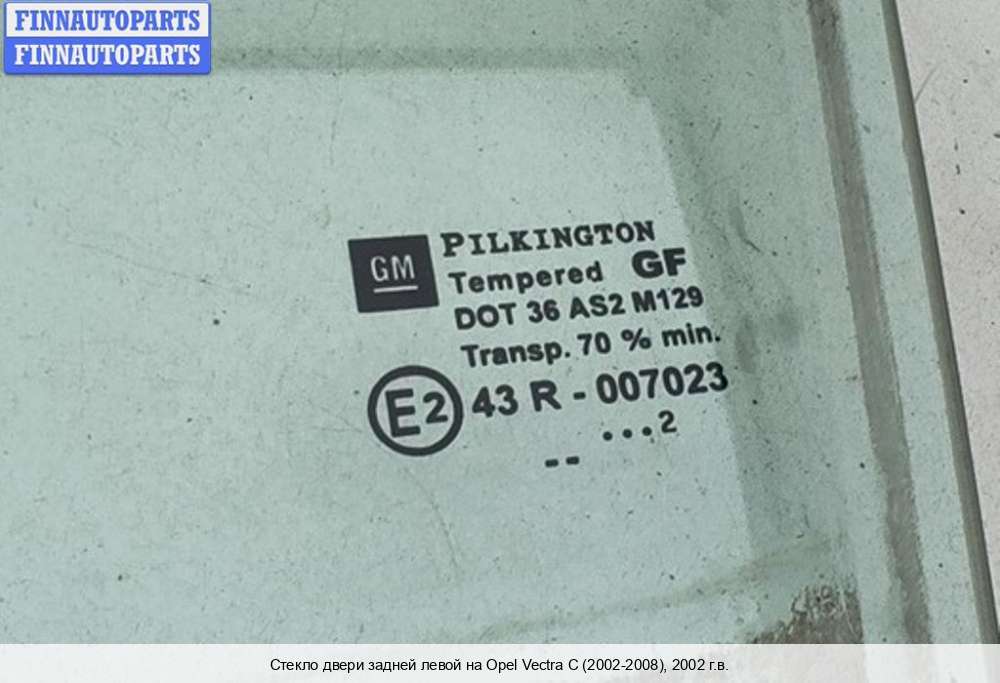 FINNAUTOPARTS
FINNAUTOPARTS
GM
PILKINGTON
Tempered GF
DOT 36 AS2 M129
Transp. 70 % min.
E2 43 R - 007023
...2
--
Стекло двери задней левой на Opel Vectra C (2002-2008), 2002 г.в.